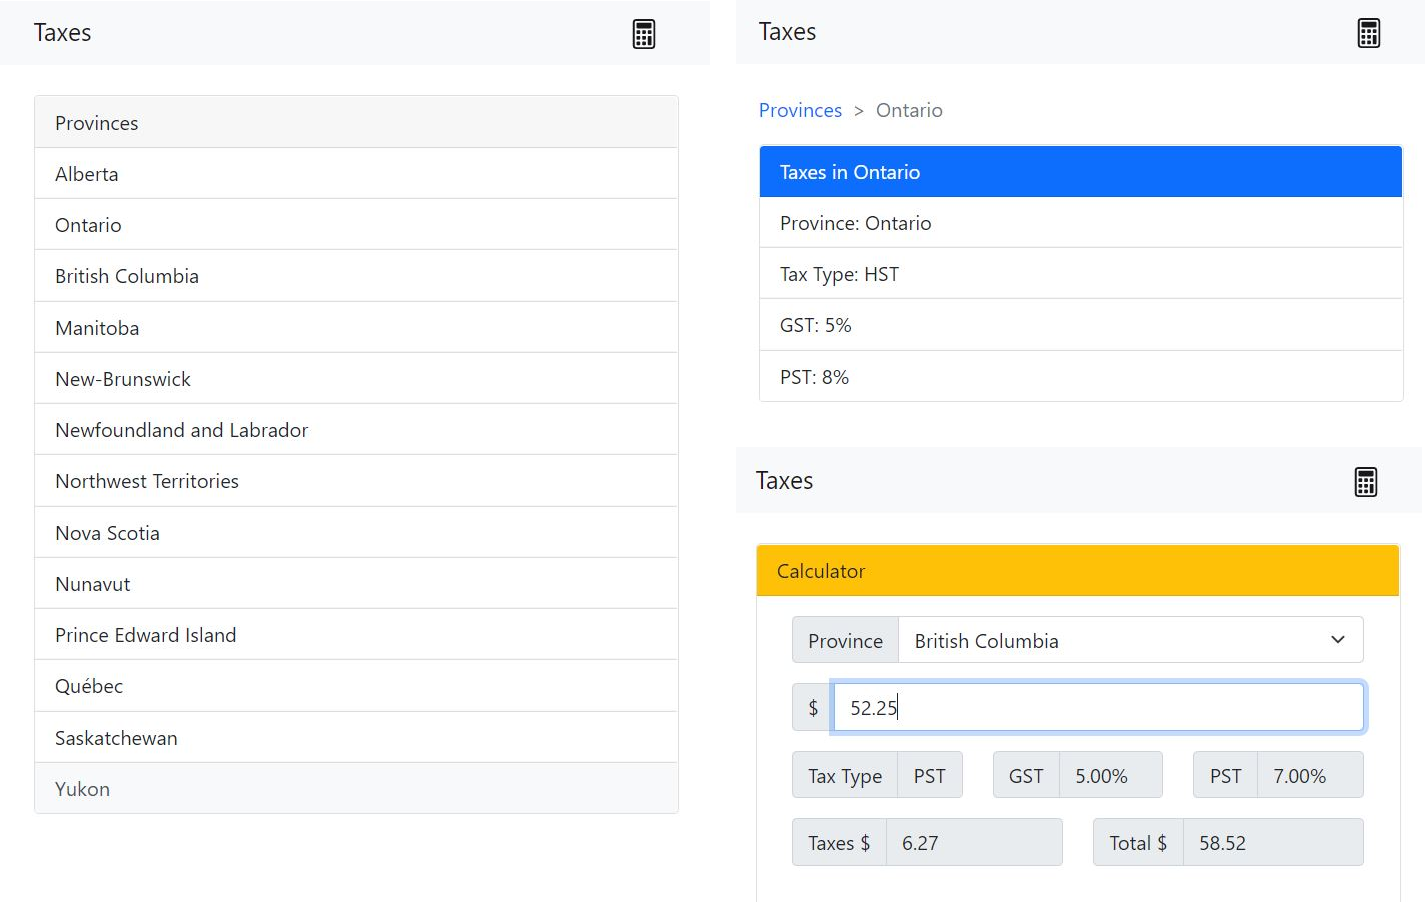 Taxes
Provinces
Alberta
Ontario
British Columbia
Manitoba
New-Brunswick
Newfoundland and Labrador
Northwest Territories
Nova Scotia
Nunavut
Prince Edward Island
Québec
Saskatchewan
Yukon
Taxes
Provinces > Ontario
Taxes in Ontario
Province: Ontario
Tax Type: HST
GST: 5%
PST: 8%
Taxes
Calculator
Province British Columbia
$ 52.25
Tax Type PST GST 5.00% PST 7.00%
Taxes $ 6.27 Total $ 58.52